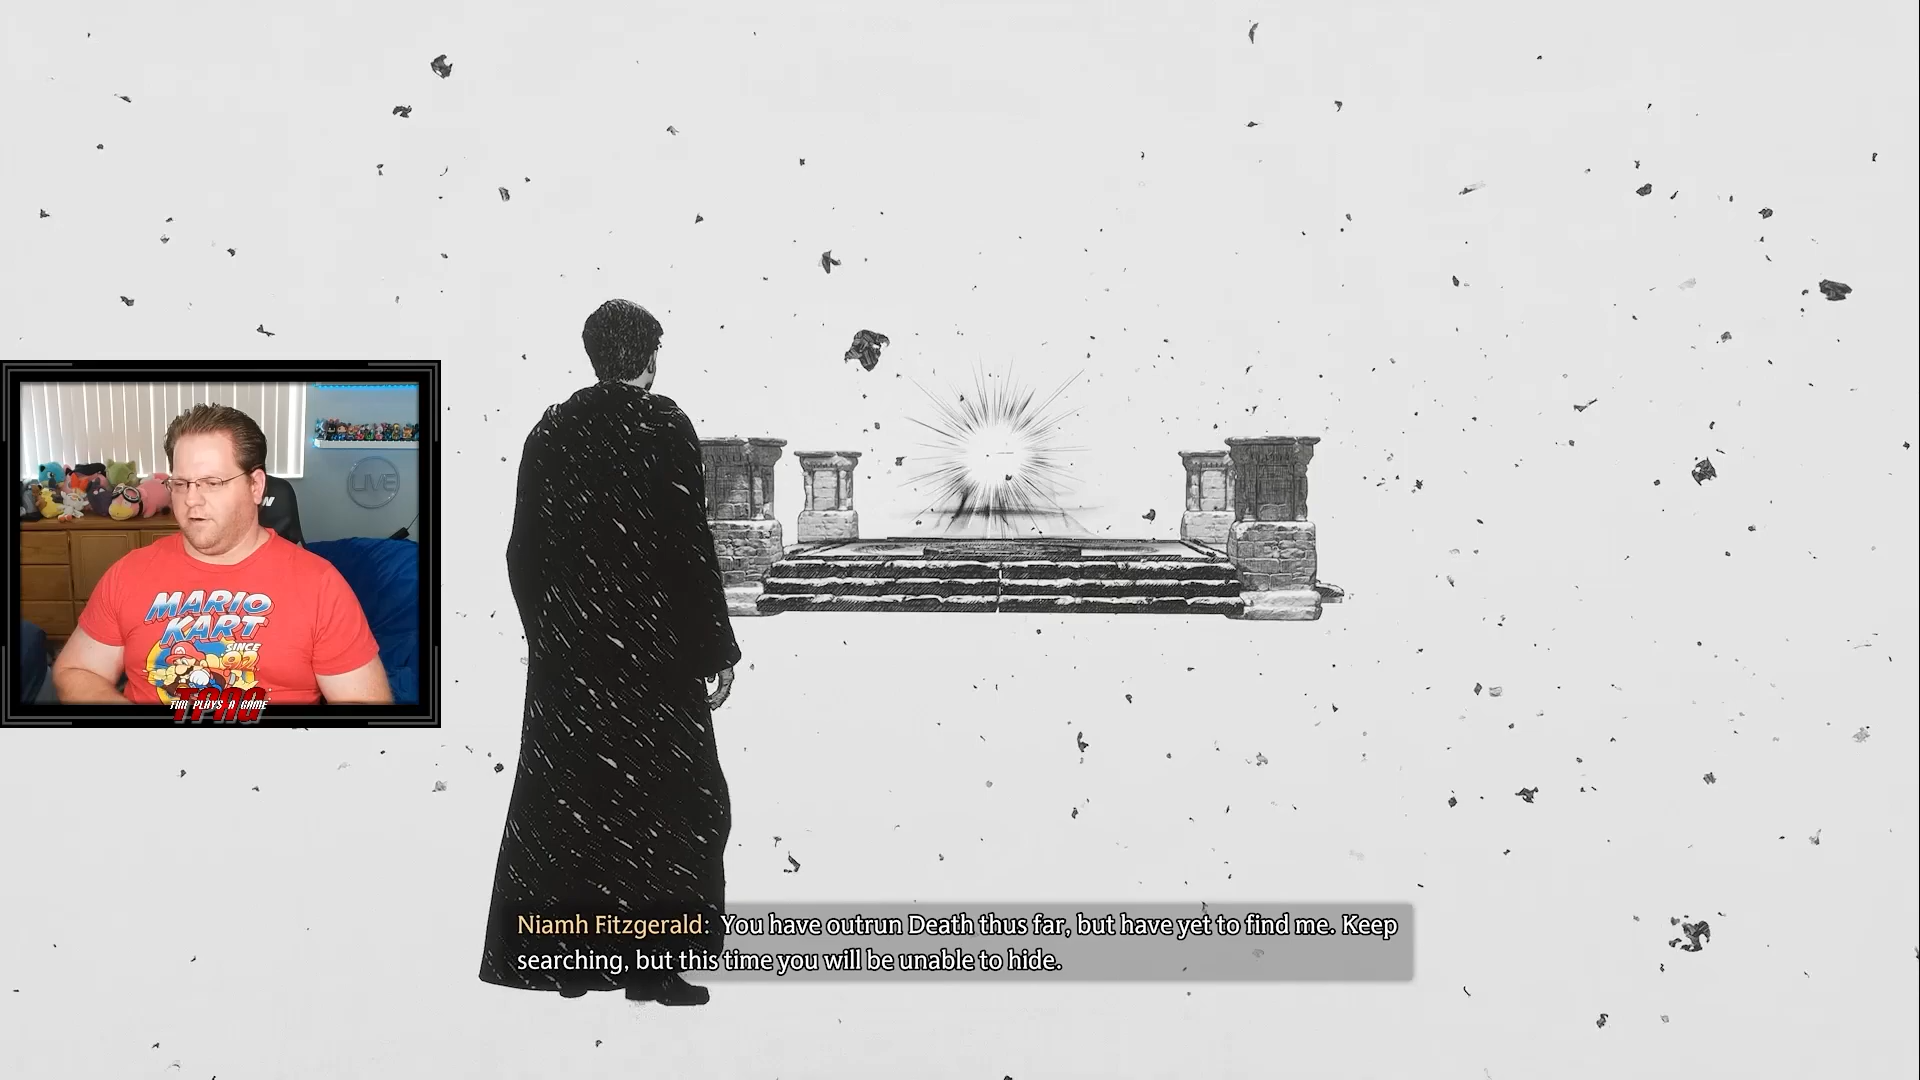 LIVE
N
MARIO
KART
SINCE
92
TPAG
TIM PLAYS A GAME
Niamh Fitzgerald: You have outrun Death thus far, but have yet to find me. Keep
searching, but this time you will be unable to hide.